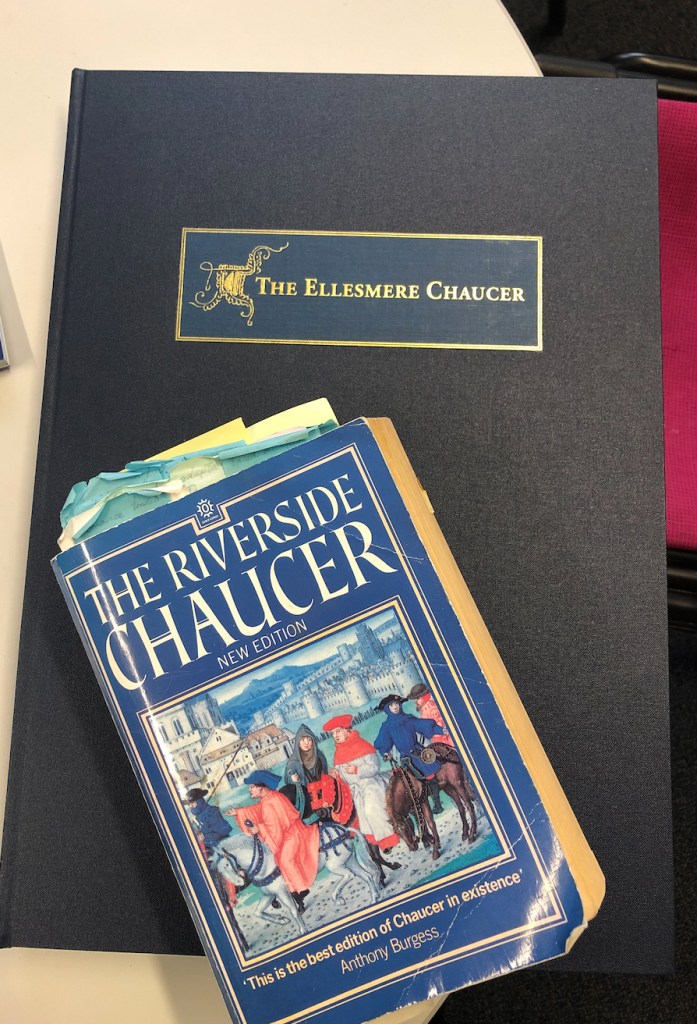 The Ellesmere Chaucer
THE RIVERSIDE
CHAUCER
NEW EDITION
'This is the best edition of Chaucer in existence'
Anthony Burgess